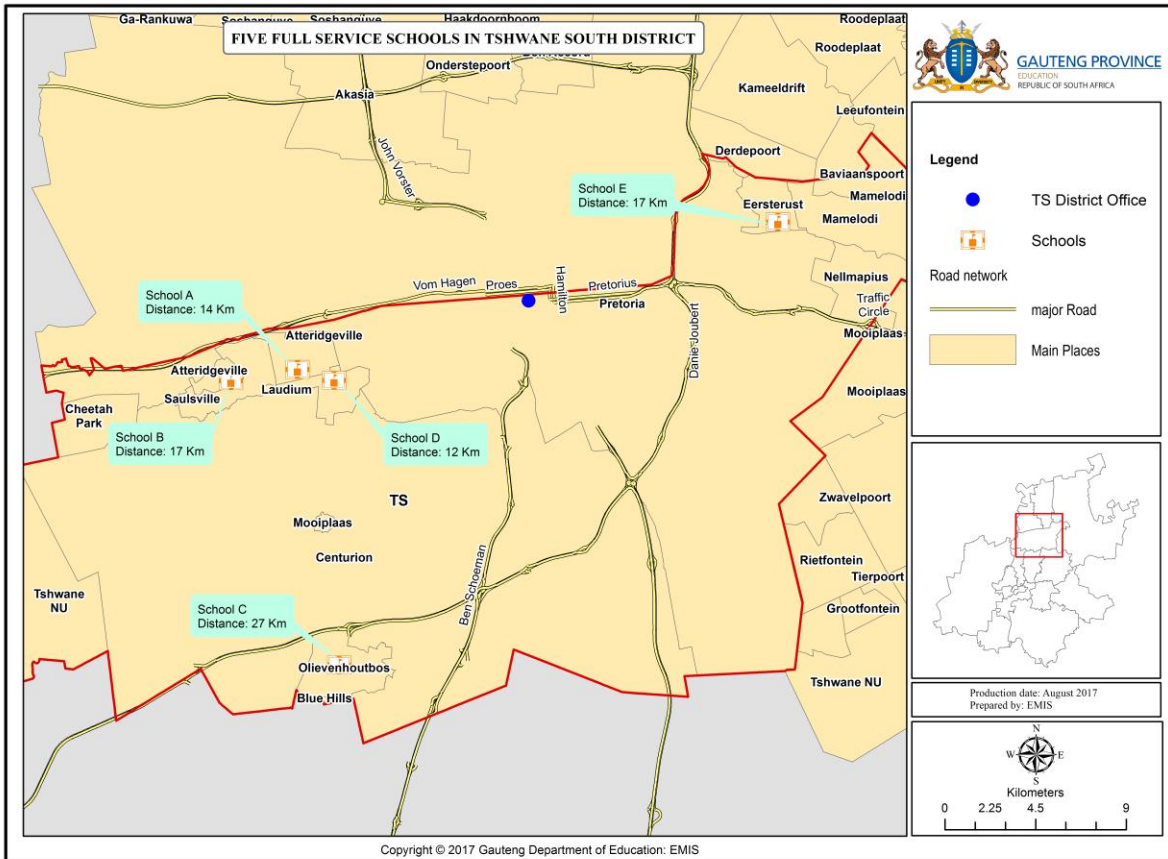 FIVE FULL SERVICE SCHOOLS IN TSHWANE SOUTH DISTRICT
Ga-Rankuwa
Soshanguve
Soshanguve
Haakdoornboom
Onderstepoort
Akasia
John Vorster
Roodeplaat
Roodeplaat
Kameeldrift
Leeufontein
Derdepoort
Baviaanspoort
Mamelodi
Eersterust
Mamelodi
School E
Distance: 17 Km
Nellmapius
Traffic
Circle
Mooiplaas
Vom Hagen
Proes
Hamilton
Pretorius
Pretoria
Danie Joubert
School A
Distance: 14 Km
Atteridgeville
Atteridgeville
Laudium
Saulsville
Cheetah
Park
School B
Distance: 17 Km
School D
Distance: 12 Km
Mooiplaas
TS
Mooiplaas
Centurion
Zwavelpoort
Rietfontein
Tierpoort
Grootfontein
Tshwane
NU
Ben Schoeman
School C
Distance: 27 Km
Olievenhoutbos
Blue Hills
Tshwane NU
GAUTENG PROVINCE
EDUCATION
REPUBLIC OF SOUTH AFRICA
Legend
TS District Office
Schools
Road network
major Road
Main Places
Production date: August 2017
Prepared by: EMIS
N
W
E
S
Kilometers
0 2.25 4.5 9
Copyright © 2017 Gauteng Department of Education: EMIS